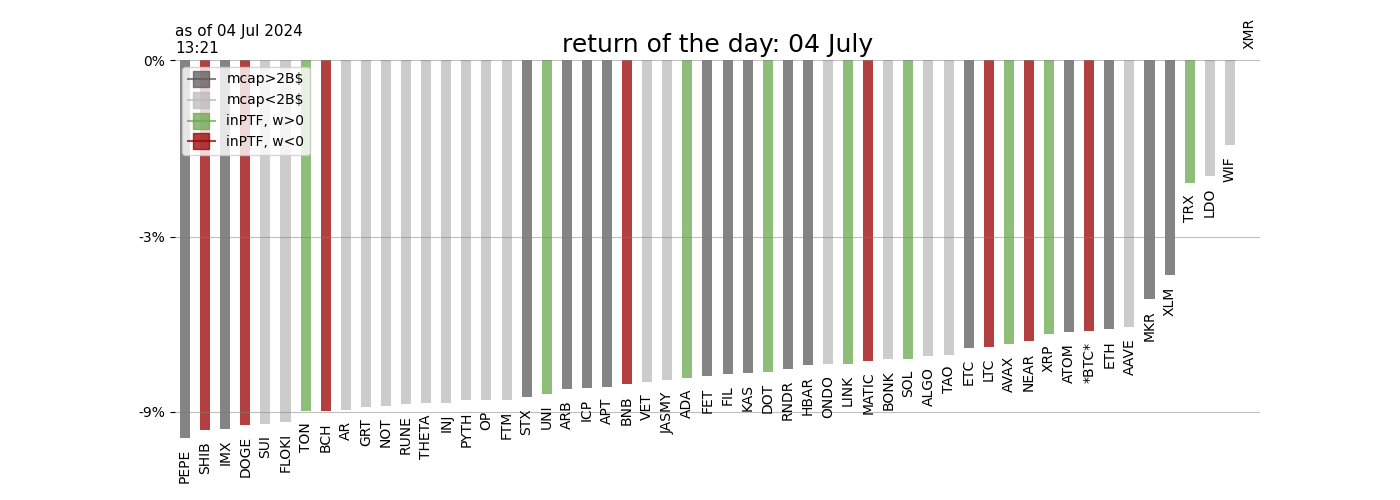 as of 04 Jul 2024
13:21
return of the day: 04 July
XMR
0%
-3%
-9%
mcap>2B$
mcap<2B$
inPTF, w>0
inPTF, w<0
PEPE
SHIB
IMX
DOGE
SUI
FLOKI
TON
BCH
AR
GRT
NOT
RUNE
THETA
INJ
PYTH
OP
FTM
STX
UNI
ARB
ICP
APT
BNB
VET
JASMY
ADA
FET
FIL
KAS
DOT
RNDR
HBAR
ONDO
LINK
MATIC
BONK
SOL
ALGO
TAO
ETC
LTC
AVAX
NEAR
XRP
ATOM
*BTC*
ETH
AAVE
MKR
XLM
TRX
LDO
WIF